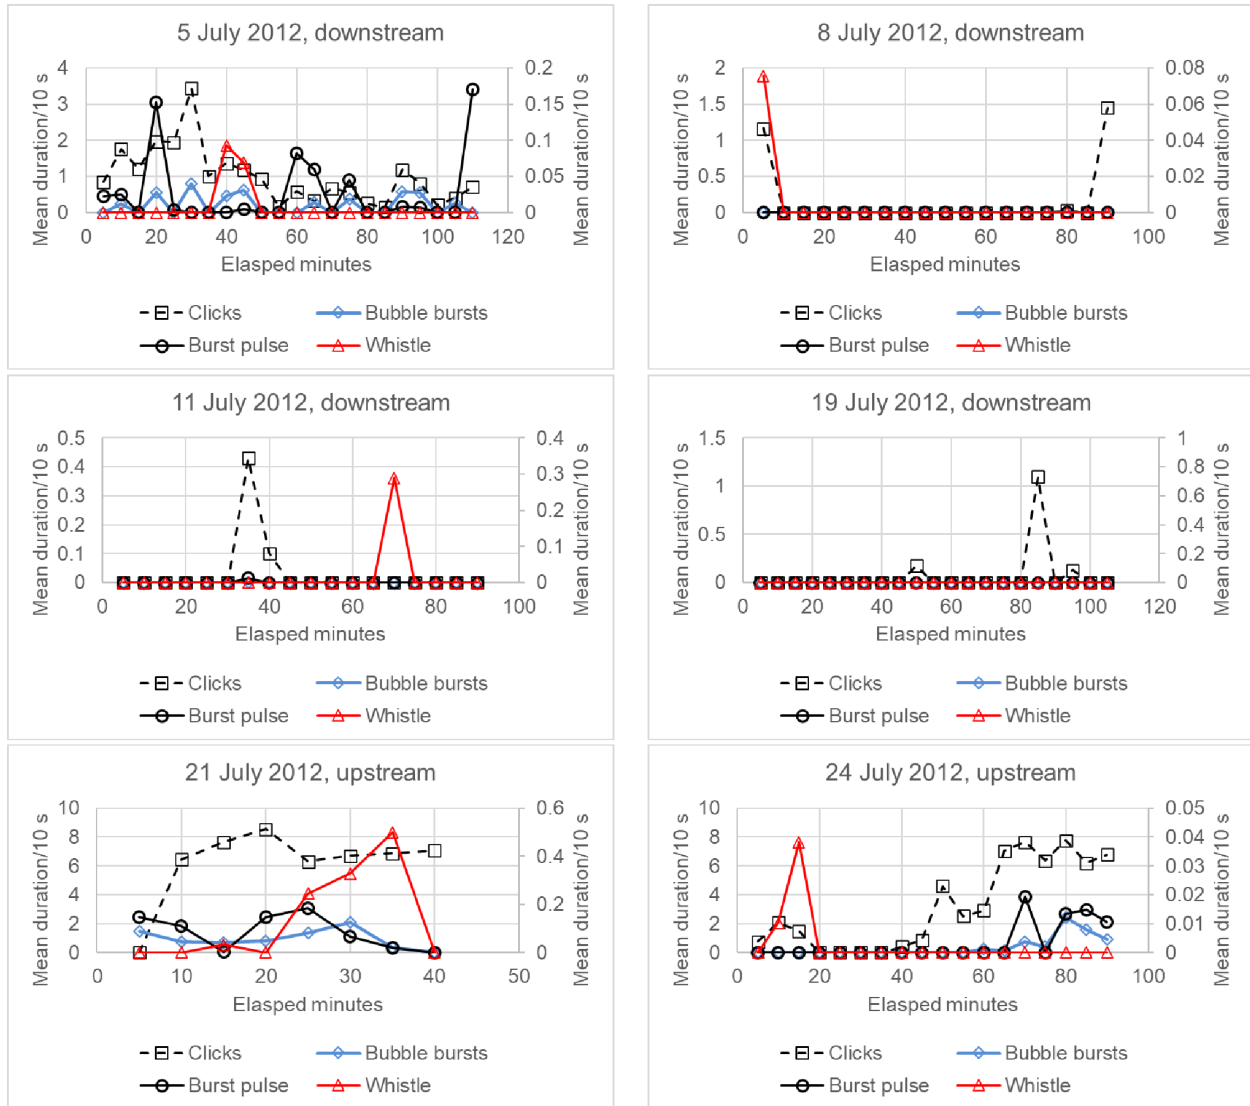 5 July 2012, downstream
Mean duration/10 s
4
3
2
1
0
0.2
0.15
0.1
0.05
0
Mean duration/10 s
0 20 40 60 80 100 120
Elasped minutes
Clicks Bubble bursts
Burst pulse Whistle
8 July 2012, downstream
Mean duration/10 s
2
1.5
1
0.5
0
0.08
0.06
0.04
0.02
0
Mean duration/10 s
0 20 40 60 80 100
Elasped minutes
Clicks Bubble bursts
Burst pulse Whistle
11 July 2012, downstream
Mean duration/10 s
0.5
0.4
0.3
0.2
0.1
0
0.4
0.3
0.2
0.1
0
Mean duration/10 s
0 20 40 60 80 100
Elasped minutes
Clicks Bubble bursts
Burst pulse Whistle
19 July 2012, downstream
Mean duration/10 s
1.5
1
0.5
0
1
0.8
0.6
0.4
0.2
0
Mean duration/10 s
0 20 40 60 80 100 120
Elasped minutes
Clicks Bubble bursts
Burst pulse Whistle
21 July 2012, upstream
Mean duration/10 s
10
8
6
4
2
0
0.6
0.4
0.2
0
Mean duration/10 s
0 10 20 30 40 50
Elasped minutes
Clicks Bubble bursts
Burst pulse Whistle
24 July 2012, upstream
Mean duration/10 s
10
8
6
4
2
0
0.05
0.04
0.03
0.02
0.01
0
Mean duration/10 s
0 20 40 60 80 100
Elasped minutes
Clicks Bubble bursts
Burst pulse Whistle